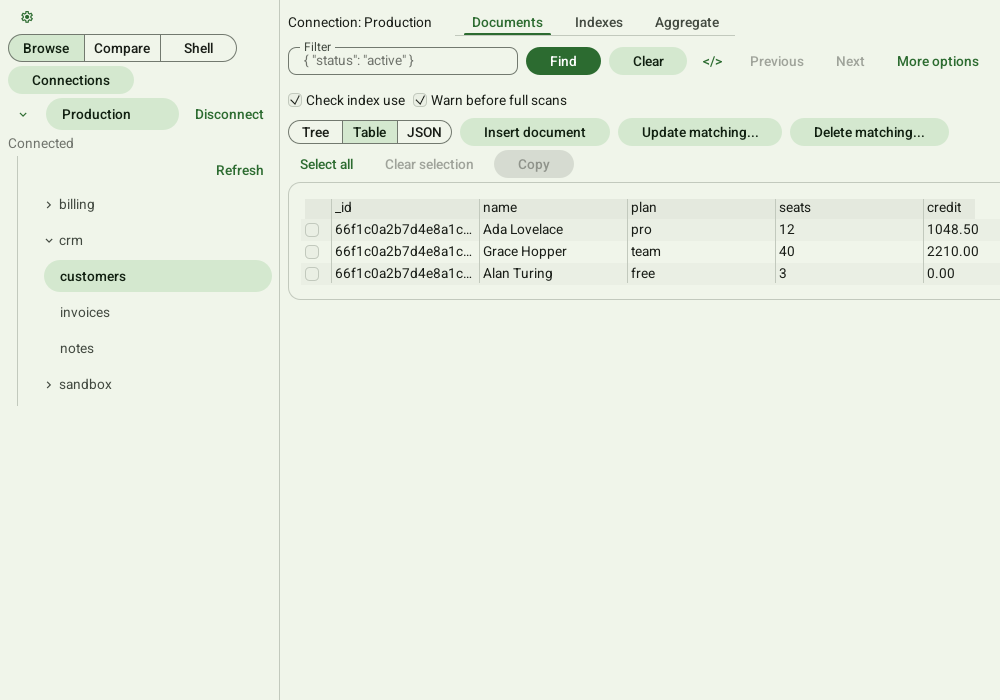 Browse Compare Shell
Connections
Production Disconnect
Connected
Refresh
billing
crm
customers
invoices
notes
sandbox
Connection: Production Documents Indexes Aggregate
Filter
{ "status": "active" } Find Clear </> Previous Next More options
Check index use Warn before full scans
Tree Table JSON Insert document Update matching... Delete matching...
Select all Clear selection Copy
_id name plan seats credit
66f1c0a2b7d4e8a1c... Ada Lovelace pro 12 1048.50
66f1c0a2b7d4e8a1c... Grace Hopper team 40 2210.00
66f1c0a2b7d4e8a1c... Alan Turing free 3 0.00